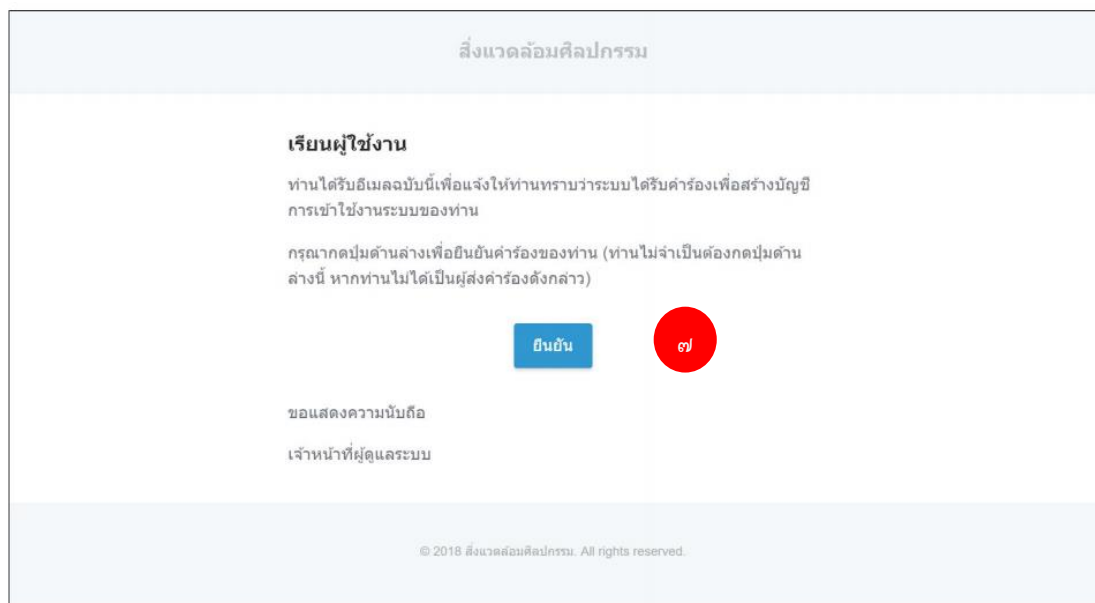 สิ่งแวดล้อมศิลปกรรม
เรียนผู้ใช้งาน
ท่านได้รับอีเมลฉบับนี้เพื่อแจ้งให้ท่านทราบว่าระบบได้รับคำร้องเพื่อสร้างบัญชี
การเข้าใช้งานระบบของท่าน
กรุณากดปุ่มด้านล่างเพื่อยืนยันคำร้องของท่าน (ท่านไม่จำเป็นต้องกดปุ่มด้าน
ล่างนี้ หากท่านไม่ได้เป็นผู้ส่งคำร้องดังกล่าว)
ยืนยัน ๗
ขอแสดงความนับถือ
เจ้าหน้าที่ผู้ดูแลระบบ
© 2018 สิ่งแวดล้อมศิลปกรรม. All rights reserved.